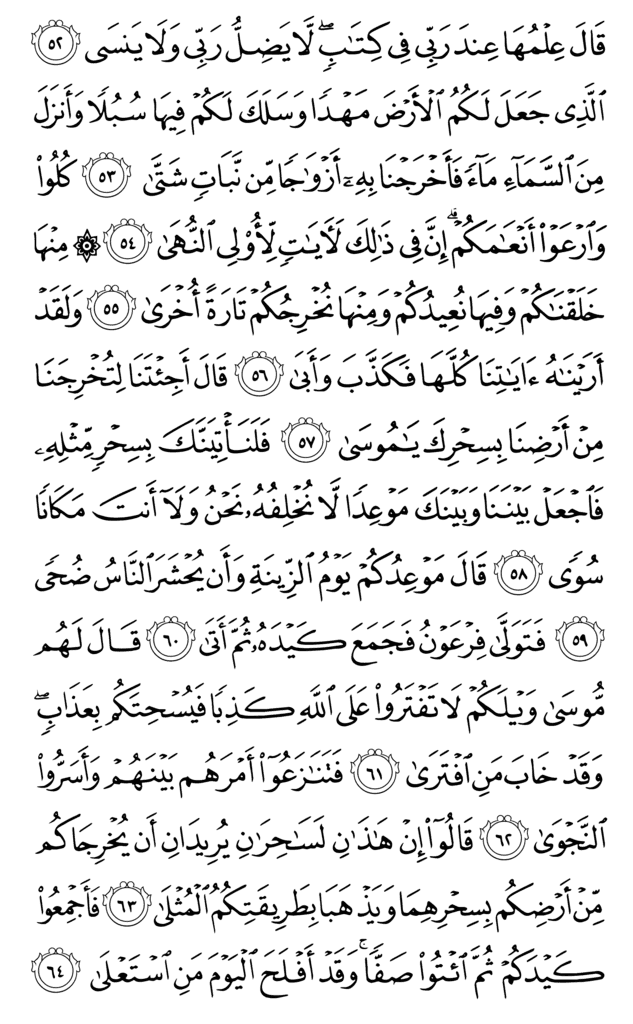 قَالَ عِلْمُهَا عِندَ رَبِّي فِي كِتَٰبٖۖ لَّا يَضِلُّ رَبِّي وَلَا يَنسَى ٥٢
ٱلَّذِي جَعَلَ لَكُمُ ٱلۡأَرۡضَ مَهۡدٗا وَسَلَكَ لَكُمۡ فِيهَا سُبُلٗا وَأَنزَلَ
مِنَ ٱلسَّمَآءِ مَآءٗ فَأَخۡرَجۡنَا بِهِۦٓ أَزۡوَٰجٗا مِّن نَّبَاتٖ شَتَّىٰ ٥٣ كُلُواْ
وَٱرۡعَوۡاْ أَنۡعَٰمَكُمۡۚ إِنَّ فِي ذَٰلِكَ لَأٓيَٰتٖ لِّأُوْلِي ٱلنُّهَىٰ ٥٤ ۞ مِنۡهَا
خَلَقۡنَٰكُمۡ وَفِيهَا نُعِيدُكُمۡ وَمِنۡهَا نُخۡرِجُكُمۡ تَارَةً أُخۡرَىٰ ٥٥ وَلَقَدۡ
أَرَيۡنَٰهُ ءَايَٰتِنَا كُلَّهَا فَكَذَّبَ وَأَبَىٰ ٥٦ قَالَ أَجِئۡتَنَا لِتُخۡرِجَنَا
مِنۡ أَرۡضِنَا بِسِحۡرِكَ يَٰمُوسَىٰ ٥٧ فَلَنَأۡتِيَنَّكَ بِسِحۡرٖ مِّثۡلِهِۦ
فَٱجۡعَلۡ بَيۡنَنَا وَبَيۡنَكَ مَوۡعِدٗا لَّا نُخۡلِفُهُۥ نَحۡنُ وَلَآ أَنتَ مَكَانٗا
سُوٗى ٥٨ قَالَ مَوۡعِدُكُمۡ يَوۡمُ ٱلزِّينَةِ وَأَن يُحۡشَرَ ٱلنَّاسُ ضُحٗى
٥٩ فَتَوَلَّىٰ فِرۡعَوۡنُ فَجَمَعَ كَيۡدَهُۥ ثُمَّ أَتَىٰ ٦٠ قَالَ لَهُم
مُّوسَىٰ وَيۡلَكُمۡ لَا تَفۡتَرُواْ عَلَى ٱللَّهِ كَذِبٗا فَيُسۡحِتَكُم بِعَذَابٖۖ
وَقَدۡ خَابَ مَنِ ٱفۡتَرَىٰ ٦١ فَتَنَٰزَعُوٓاْ أَمۡرَهُم بَيۡنَهُمۡ وَأَسَرُّواْ
ٱلنَّجۡوَىٰ ٦٢ قَالُوٓاْ إِنۡ هَٰذَٰنِ لَسَٰحِرَٰنِ يُرِيدَانِ أَن يُخۡرِجَاكُم
مِّنۡ أَرۡضِكُم بِسِحۡرِهِمَا وَيَذۡهَبَا بِطَرِيقَتِكُمُ ٱلۡمُثۡلَىٰ ٦٣ فَأَجۡمِعُواْ
كَيۡدَكُمۡ ثُمَّ ٱئۡتُواْ صَفّٗاۚ وَقَدۡ أَفۡلَحَ ٱلۡيَوۡمَ مَنِ ٱسۡتَعۡلَىٰ ٦٤